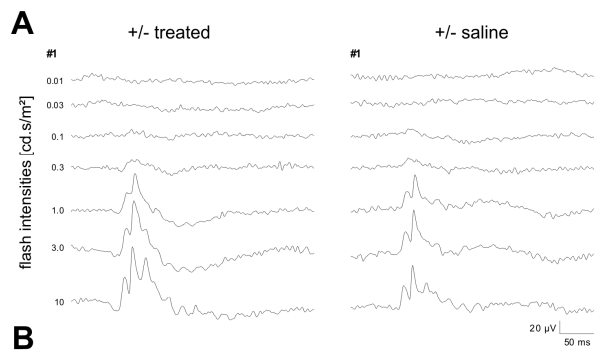 A
+/- treated
+/- saline
#1
#1
flash intensities [cd.s/m²]
0.01
0.03
0.1
0.3
1.0
3.0
10
20 µV
50 ms
B